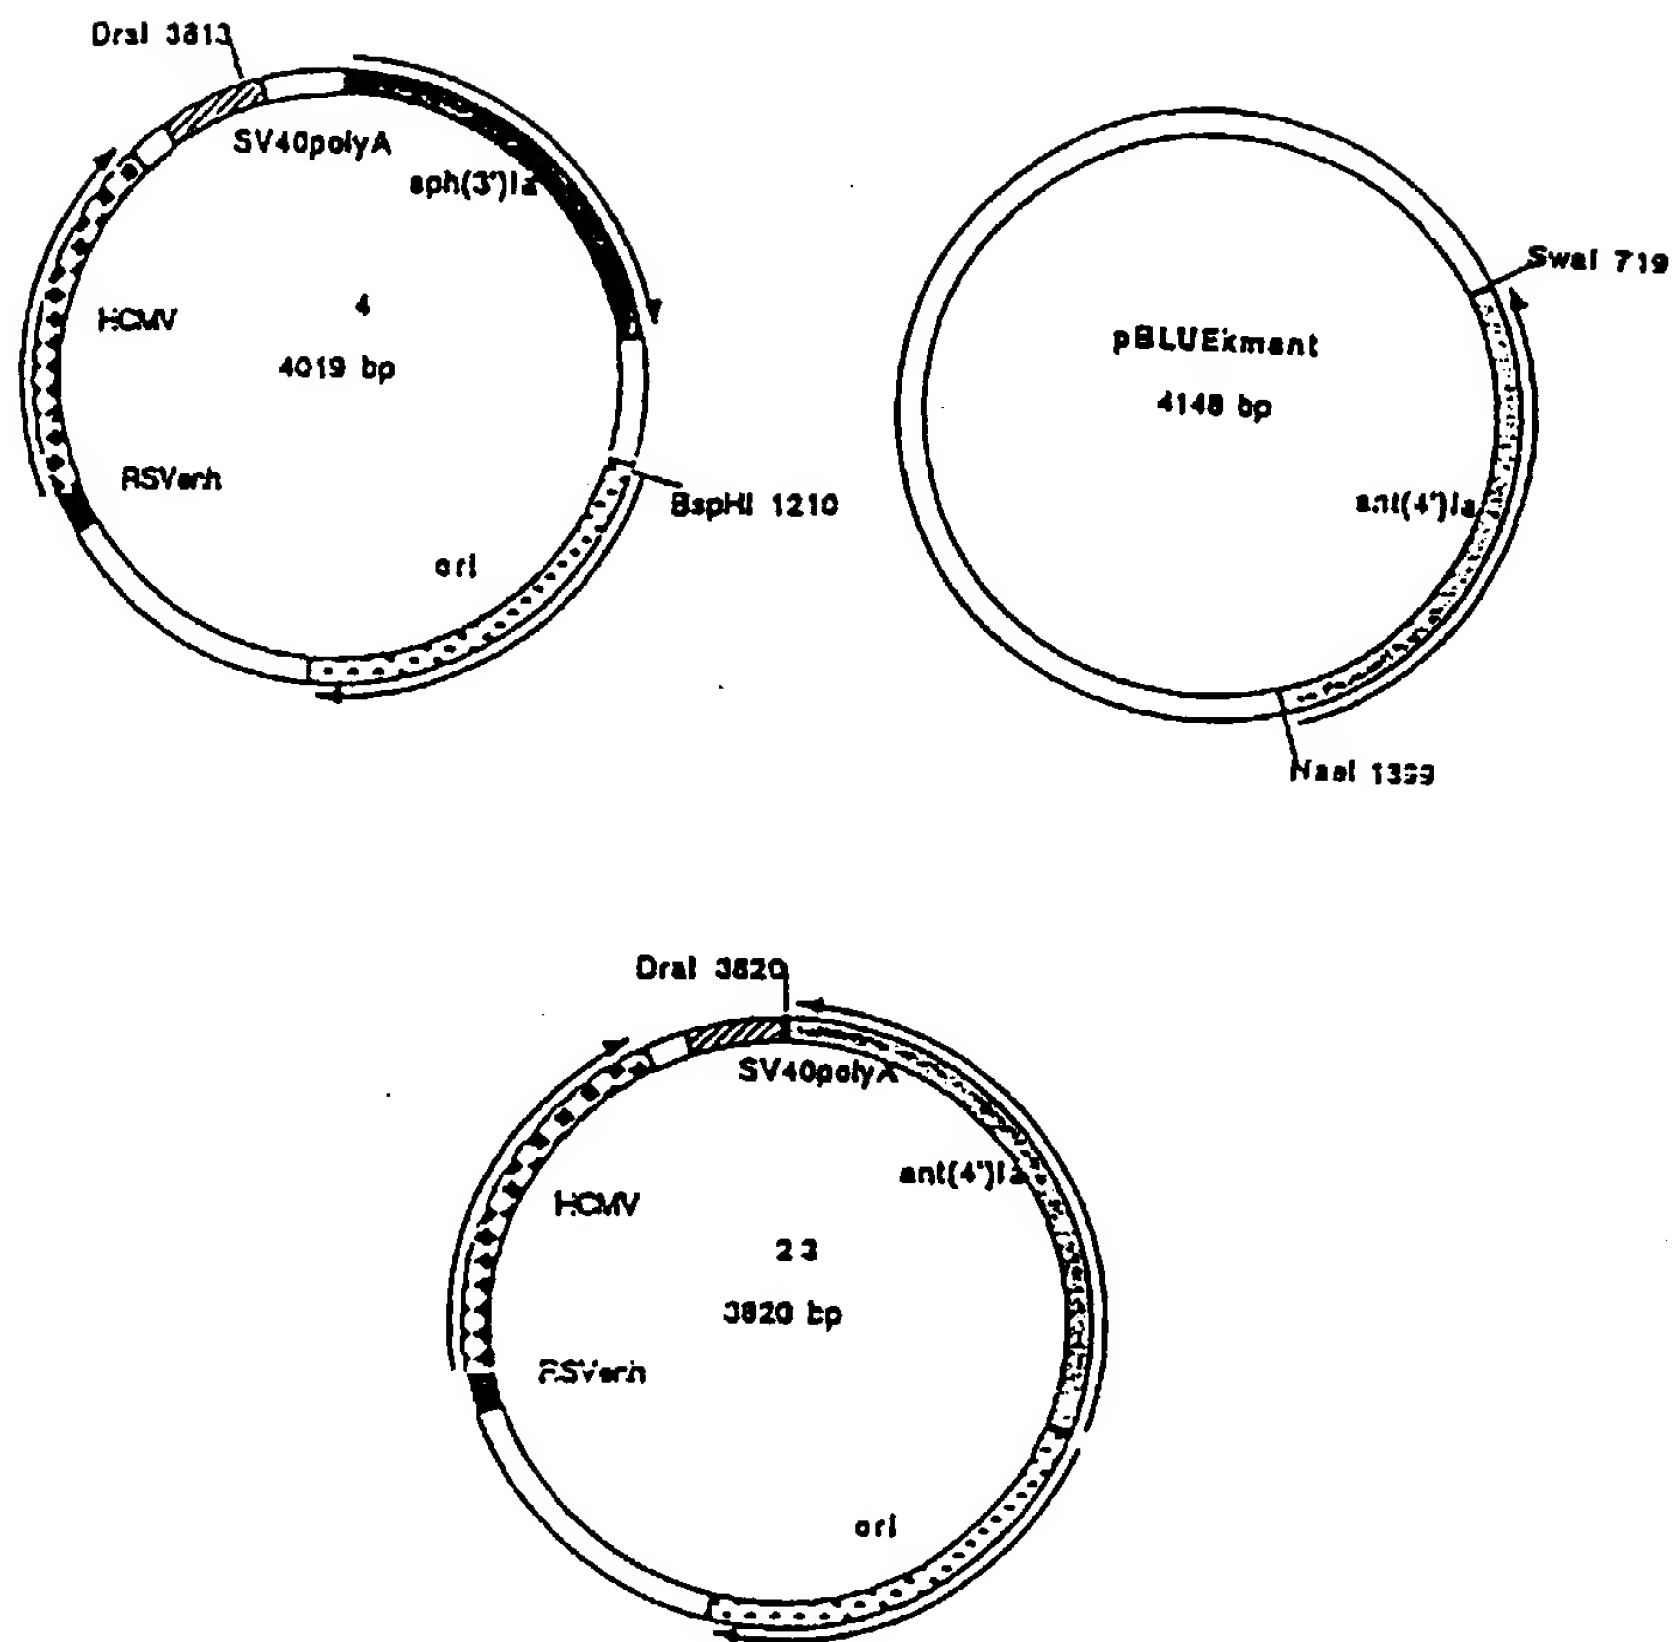 DraI 3813
SV40polyA
aph(3')Ia
HCMV
4
4019 bp
RSVenh
BspHI 1210
ori
SwaI 719
pBLUEkmant
4148 bp
ant(4')Ia
NaeI
DraI 3820
SV40polyA
ant(4')Ia
HCMV
23
3820 bp
RSVenh
ori